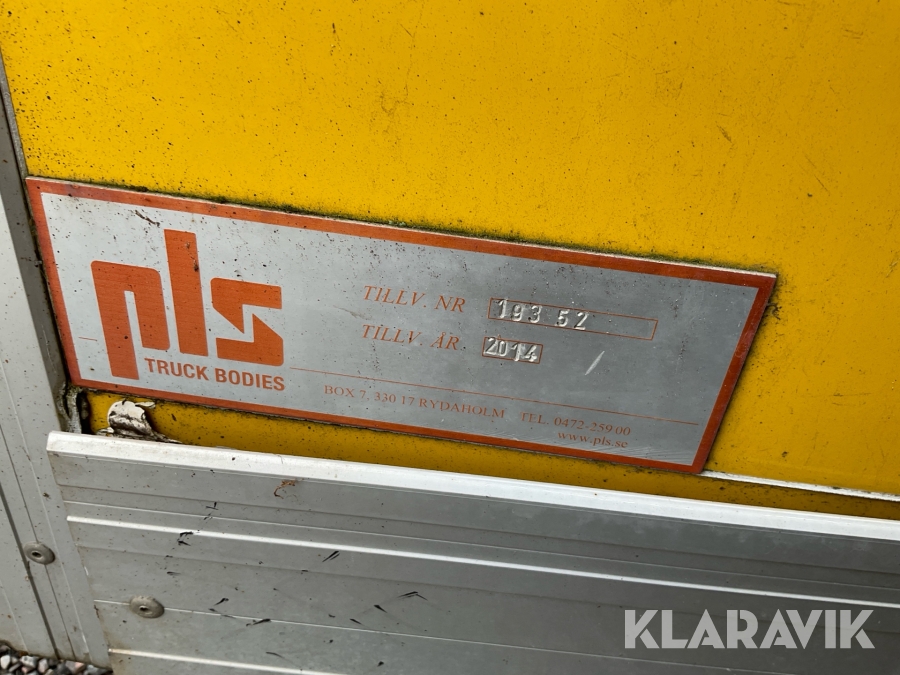 pls
TRUCK BODIES
TILLV. NR 193 52
TILLV. ÅR 2014
BOX 7, 330 17 RYDAHOLM TEL. 0472-259 00
www.pls.se
KLARAVIK